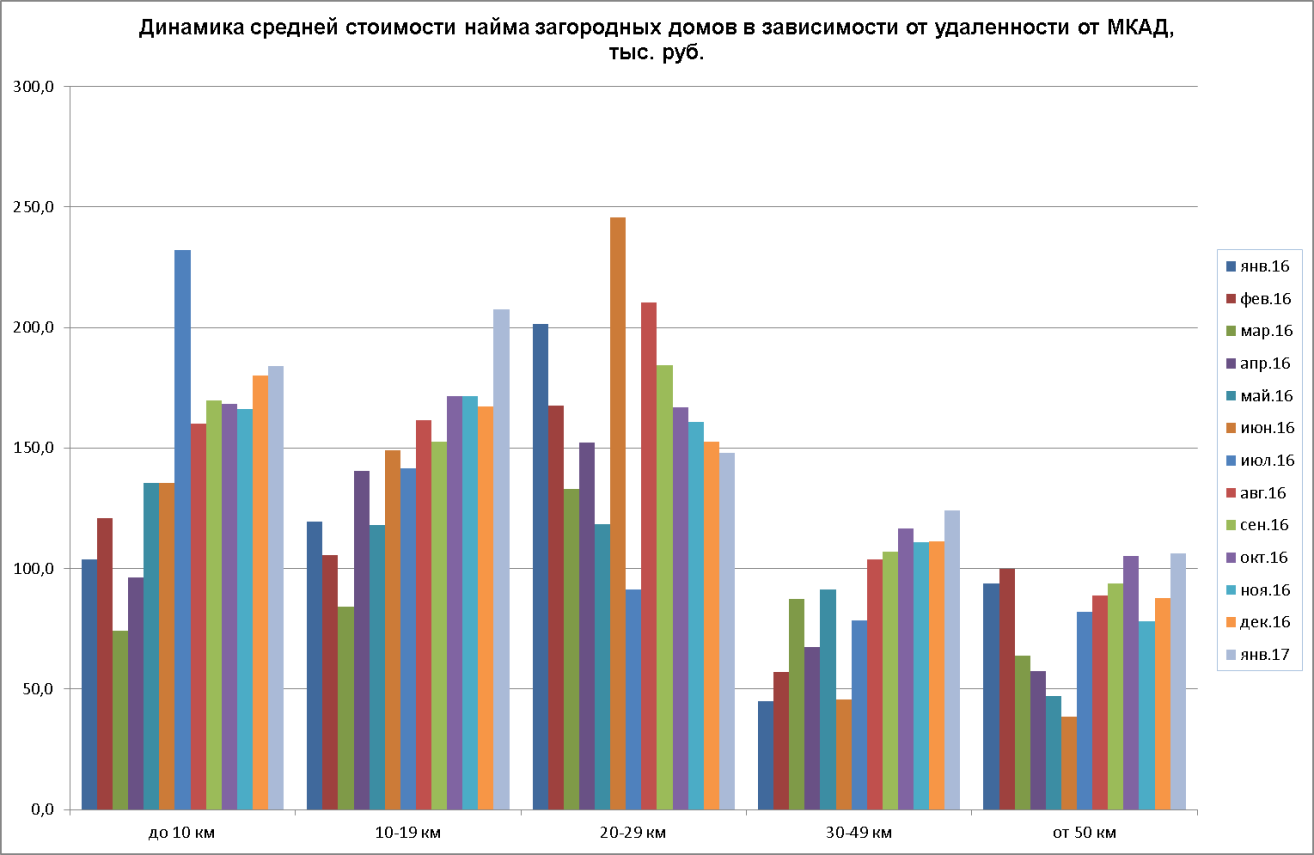 Динамика средней стоимости найма загородных домов в зависимости от удаленности от МКАД,
тыс. руб.
300,0
250,0
200,0
150,0
100,0
50,0
0,0
до 10 км
10-19 км
20-29 км
30-49 км
от 50 км
янв.16
фев.16
мар.16
апр.16
май.16
июн.16
июл.16
авг.16
сен.16
окт.16
ноя.16
дек.16
янв.17